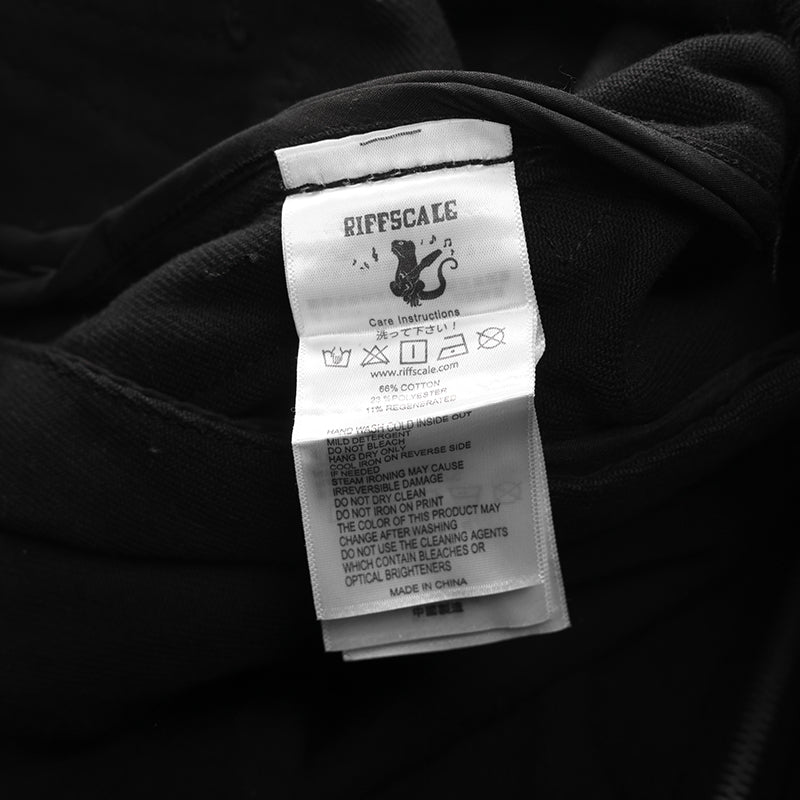 RIFFSCALE
Care Instructions
洗って下さい!
www.riffscale.com
66% COTTON
23 % POLYESTER
11% REGENERATED
HAND WASH COLD INSIDE OUT
MILD DETERGENT
DO NOT BLEACH
HANG DRY ONLY
COOL IRON ON REVERSE SIDE
IF NEEDED
STEAM IRONING MAY CAUSE
IRREVERSIBLE DAMAGE
DO NOT DRY CLEAN
DO NOT IRON ON PRINT
THE COLOR OF THIS PRODUCT MAY
CHANGE AFTER WASHING
DO NOT USE THE CLEANING AGENTS
WHICH CONTAIN BLEACHES OR
OPTICAL BRIGHTENERS
MADE IN CHINA